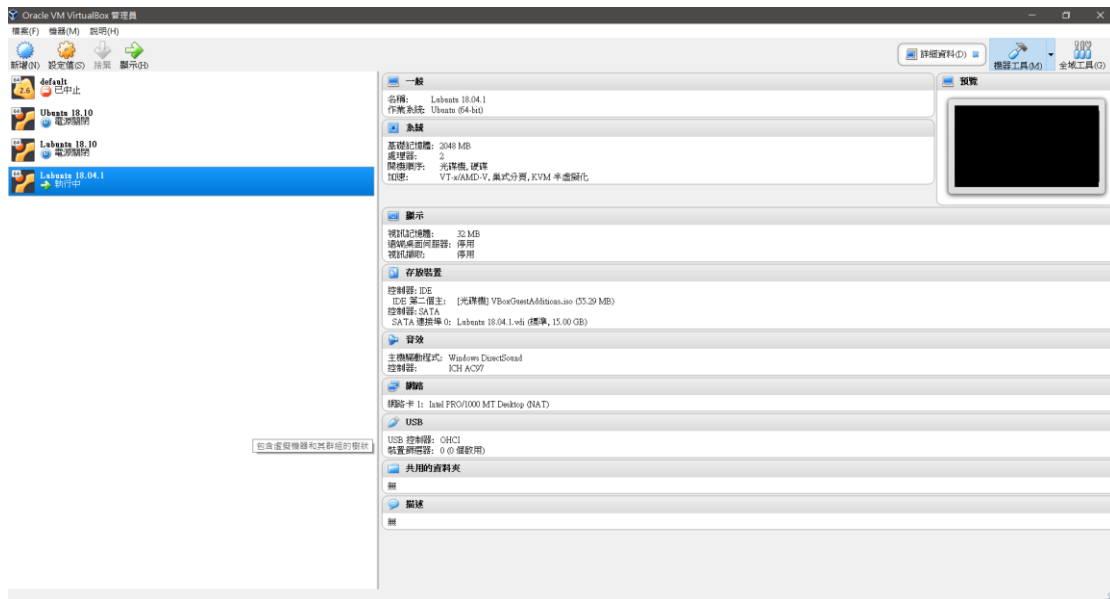 Oracle VM VirtualBox 管理員
檔案(F) 機器(M) 說明(H)
新增(N) 設定值(S) 捨棄 顯示(H)
詳細資料(D) 機器工具(M) 全域工具(G)
64 2.6 default
已中止
64 Ubuntu 18.10
電源關閉
64 Lubuntu 18.10
電源關閉
64 Lubuntu 18.04.1
執行中
包含虛擬機器和其群組的樹狀
一般
名稱: Lubuntu 18.04.1
作業系統: Ubuntu (64-bit)
系統
基礎記憶體: 2048 MB
處理器: 2
開機順序: 光碟機, 硬碟
加速: VT-x/AMD-V, 巢式分頁, KVM 半虛擬化
預覽
顯示
視訊記憶體: 32 MB
遠端桌面伺服器: 停用
視訊擷取: 停用
存放裝置
控制器: IDE
IDE 第二個主: [光碟機] VBoxGuestAdditions.iso (55.29 MB)
控制器: SATA
SATA 連接埠 0: Lubuntu 18.04.1.vdi (標準, 15.00 GB)
音效
主機驅動程式: Windows DirectSound
控制器: ICH AC97
網路
網路卡 1: Intel PRO/1000 MT Desktop (NAT)
USB
USB 控制器: OHCI
裝置篩選器: 0 (0 個啟用)
共用的資料夾
無
描述
無